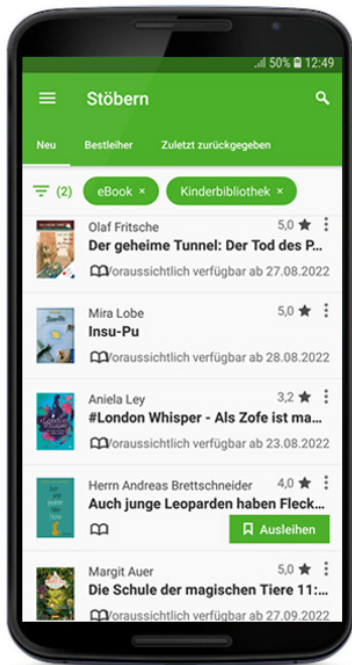 50% 12:49
Stöbern
Neu Bestleiher Zuletzt zurückgegeben
(2) eBook × Kinderbibliothek ×
Olaf Fritsche 5,0
Der geheime Tunnel: Der Tod des P...
Voraussichtlich verfügbar ab 27.08.2022
Mira Lobe 5,0
Insu-Pu
Voraussichtlich verfügbar ab 28.08.2022
Aniela Ley 3,2
#London Whisper - Als Zofe ist ma...
Voraussichtlich verfügbar ab 23.08.2022
Herrn Andreas Brettschneider 4,0
Auch junge Leoparden haben Fleck...
Ausleihen
Margit Auer 5,0
Die Schule der magischen Tiere 11:...
Voraussichtlich verfügbar ab 27.09.2022